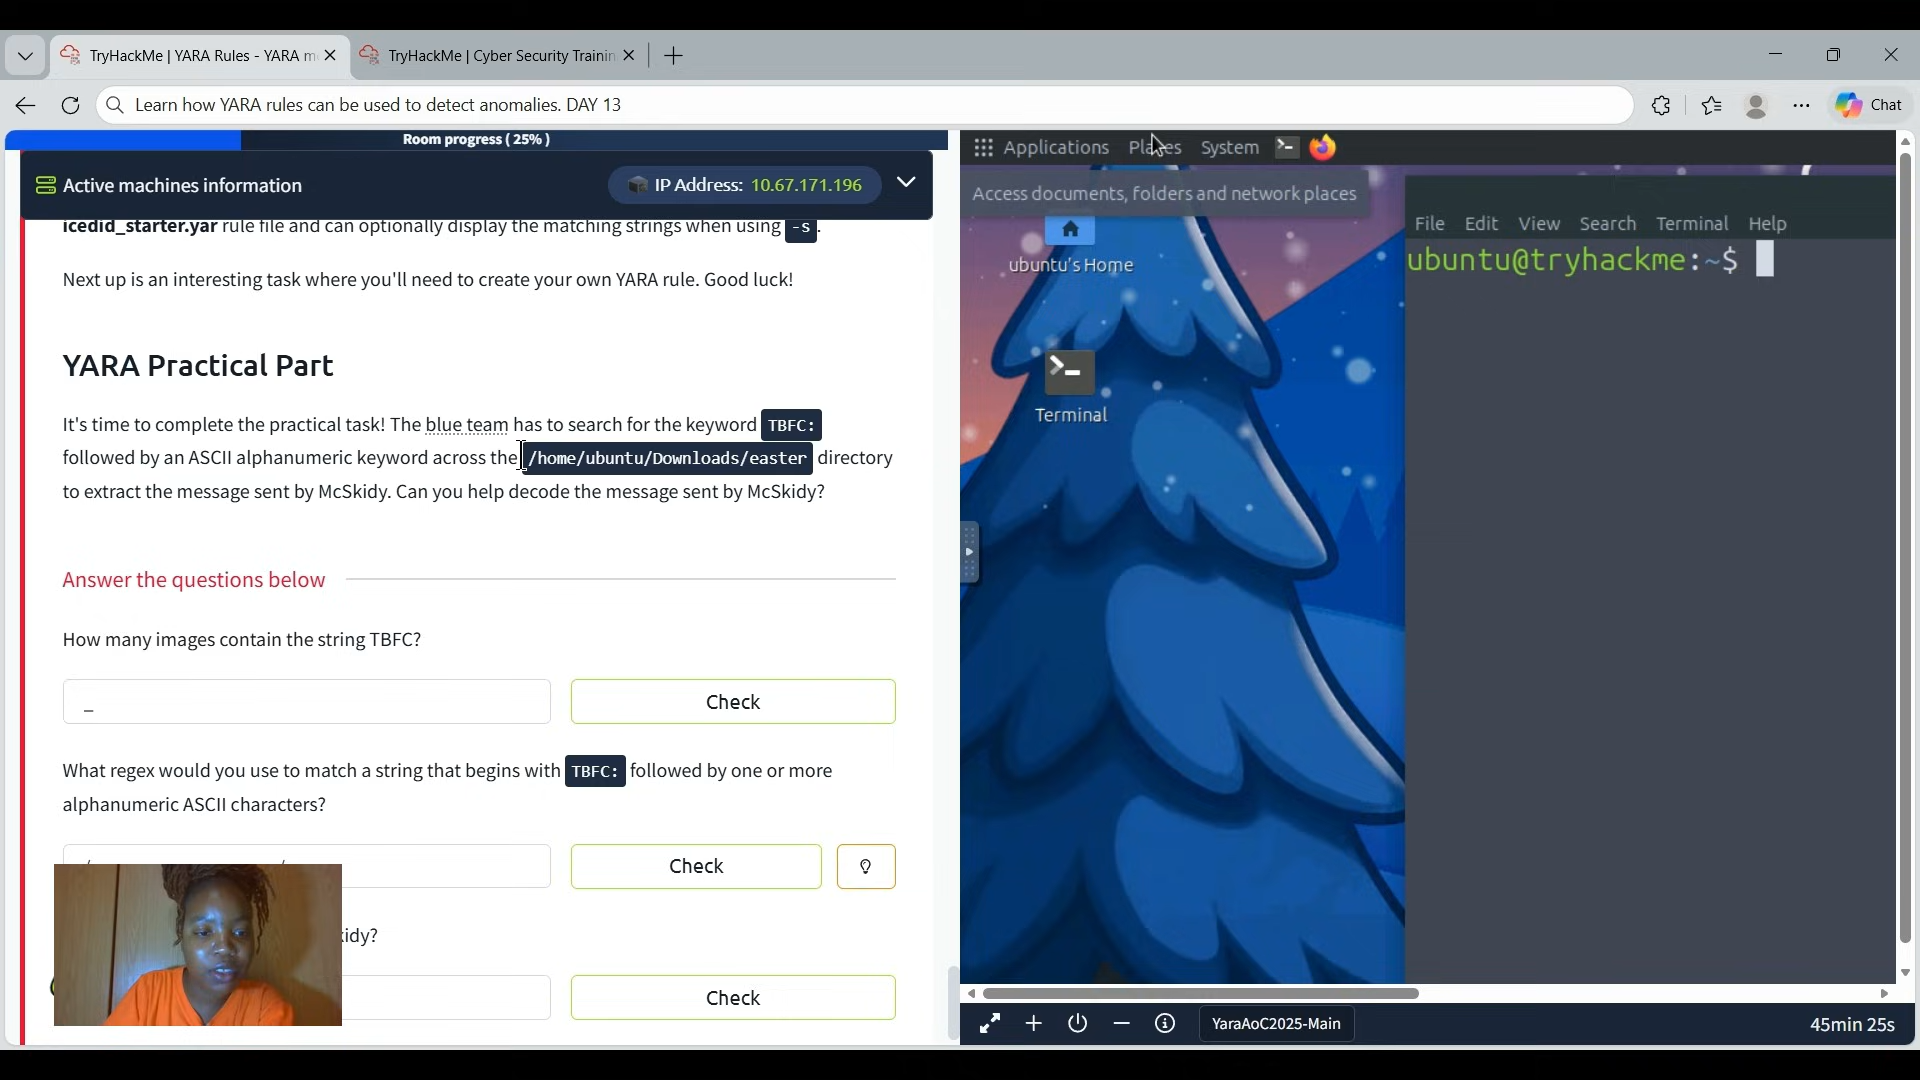 TryHackMe | YARA Rules - YARA m
TryHackMe | Cyber Security Trainin
Learn how YARA rules can be used to detect anomalies. DAY 13
Chat
Room progress ( 25% )
Active machines information
IP Address: 10.67.171.196
icedid_starter.yar rule file and can optionally display the matching strings when using -s.
Next up is an interesting task where you'll need to create your own YARA rule. Good luck!
YARA Practical Part
It's time to complete the practical task! The blue team has to search for the keyword TBFC:
followed by an ASCII alphanumeric keyword across the /home/ubuntu/Downloads/easter directory
to extract the message sent by McSkidy. Can you help decode the message sent by McSkidy?
Answer the questions below
How many images contain the string TBFC?
_
Check
What regex would you use to match a string that begins with TBFC: followed by one or more
alphanumeric ASCII characters?
Check
kidy?
Check
Applications Places System
Access documents, folders and network places
ubuntu's Home
Terminal
File Edit View Search Terminal Help
ubuntu@tryhackme:~$
YaraAoC2025-Main
45min 25s